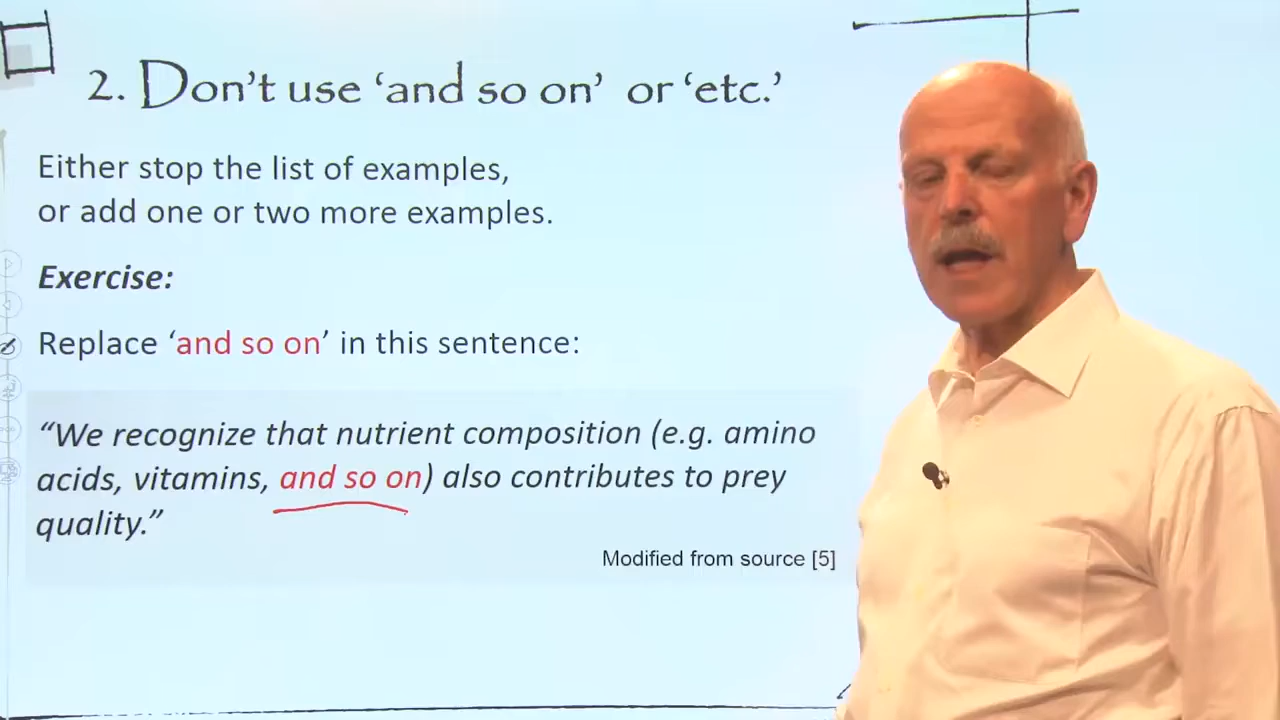 2. Don't use ‘and so on’ or ‘etc.’
Either stop the list of examples,
or add one or two more examples.
Exercise:
Replace ‘and so on’ in this sentence:
“We recognize that nutrient composition (e.g. amino
acids, vitamins, and so on) also contributes to prey
quality.”
Modified from source [5]